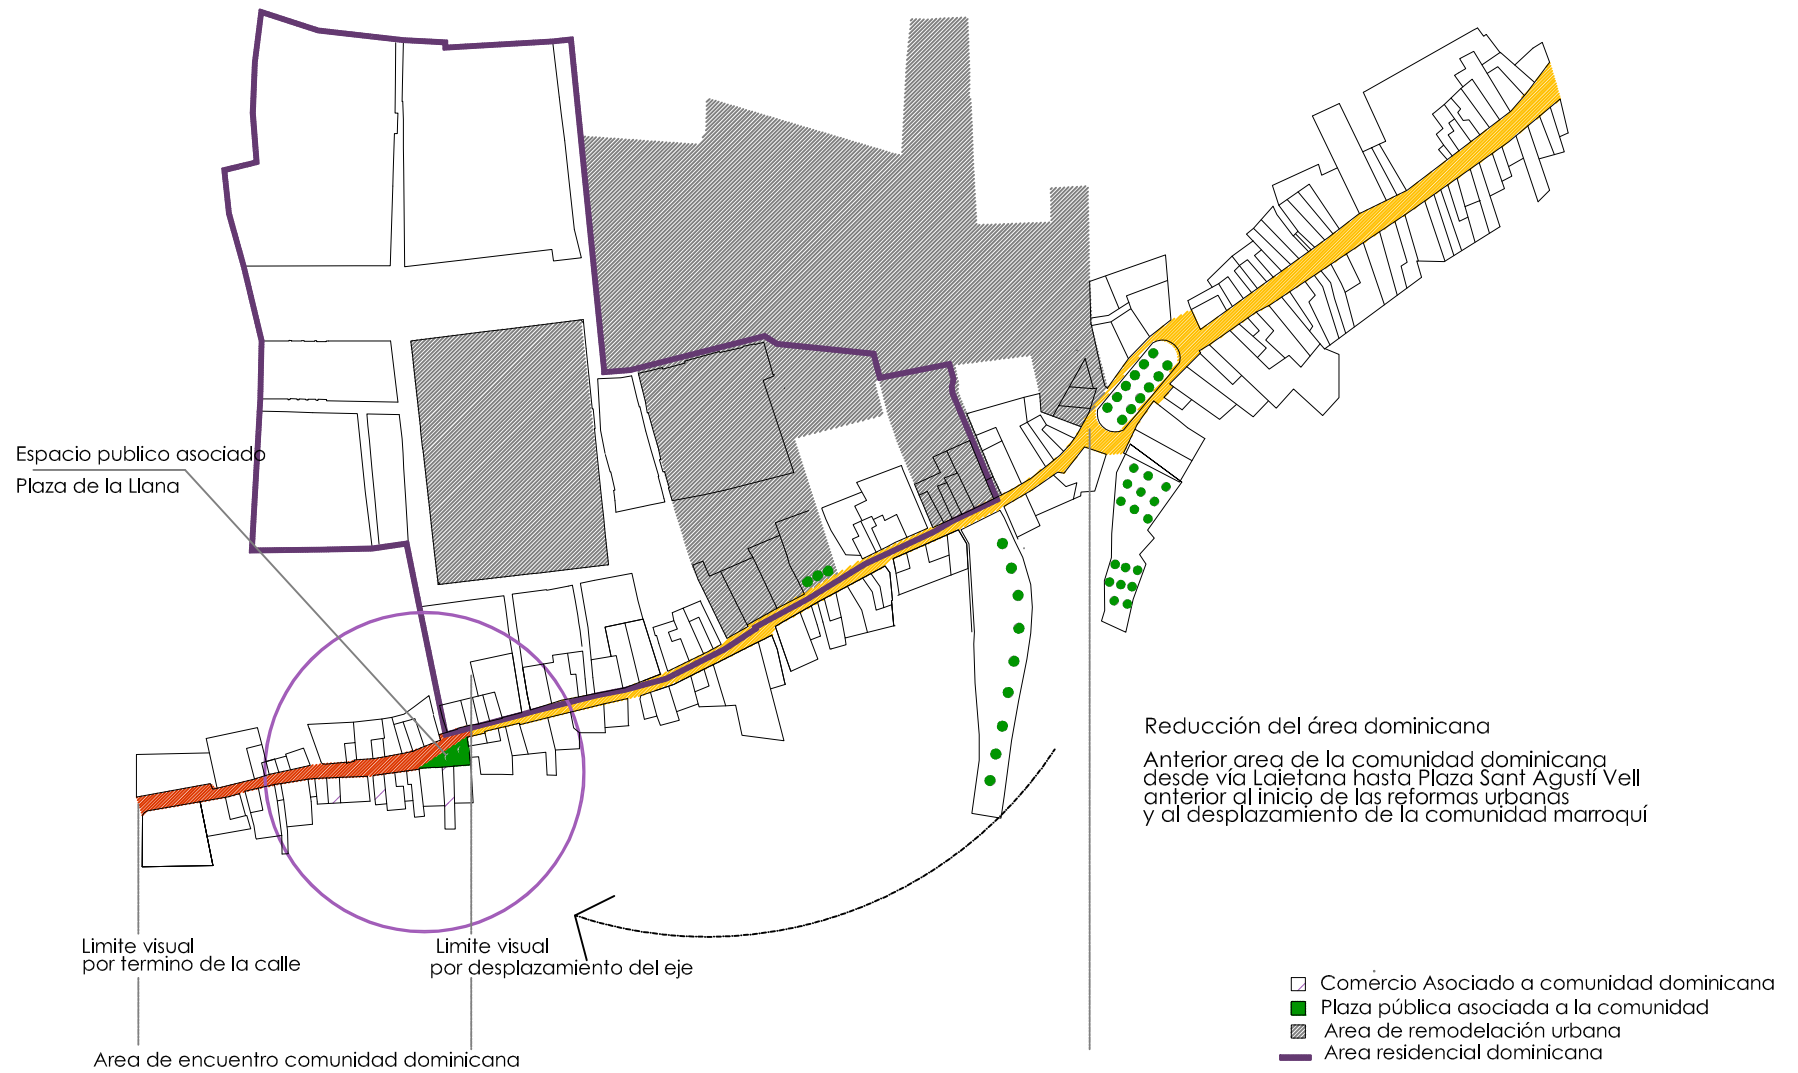 Espacio publico asociado
Plaza de la Llana
Reducción del área dominicana
Anterior area de la comunidad dominicana
desde vía Laietana hasta Plaza Sant Agustí Vell
anterior al inicio de las reformas urbanas
y al desplazamiento de la comunidad marroquí
Limite visual
por termino de la calle
Limite visual
por desplazamiento del eje
Area de encuentro comunidad dominicana
Comercio Asociado a comunidad dominicana
Plaza pública asociada a la comunidad
Area de remodelación urbana
Area residencial dominicana